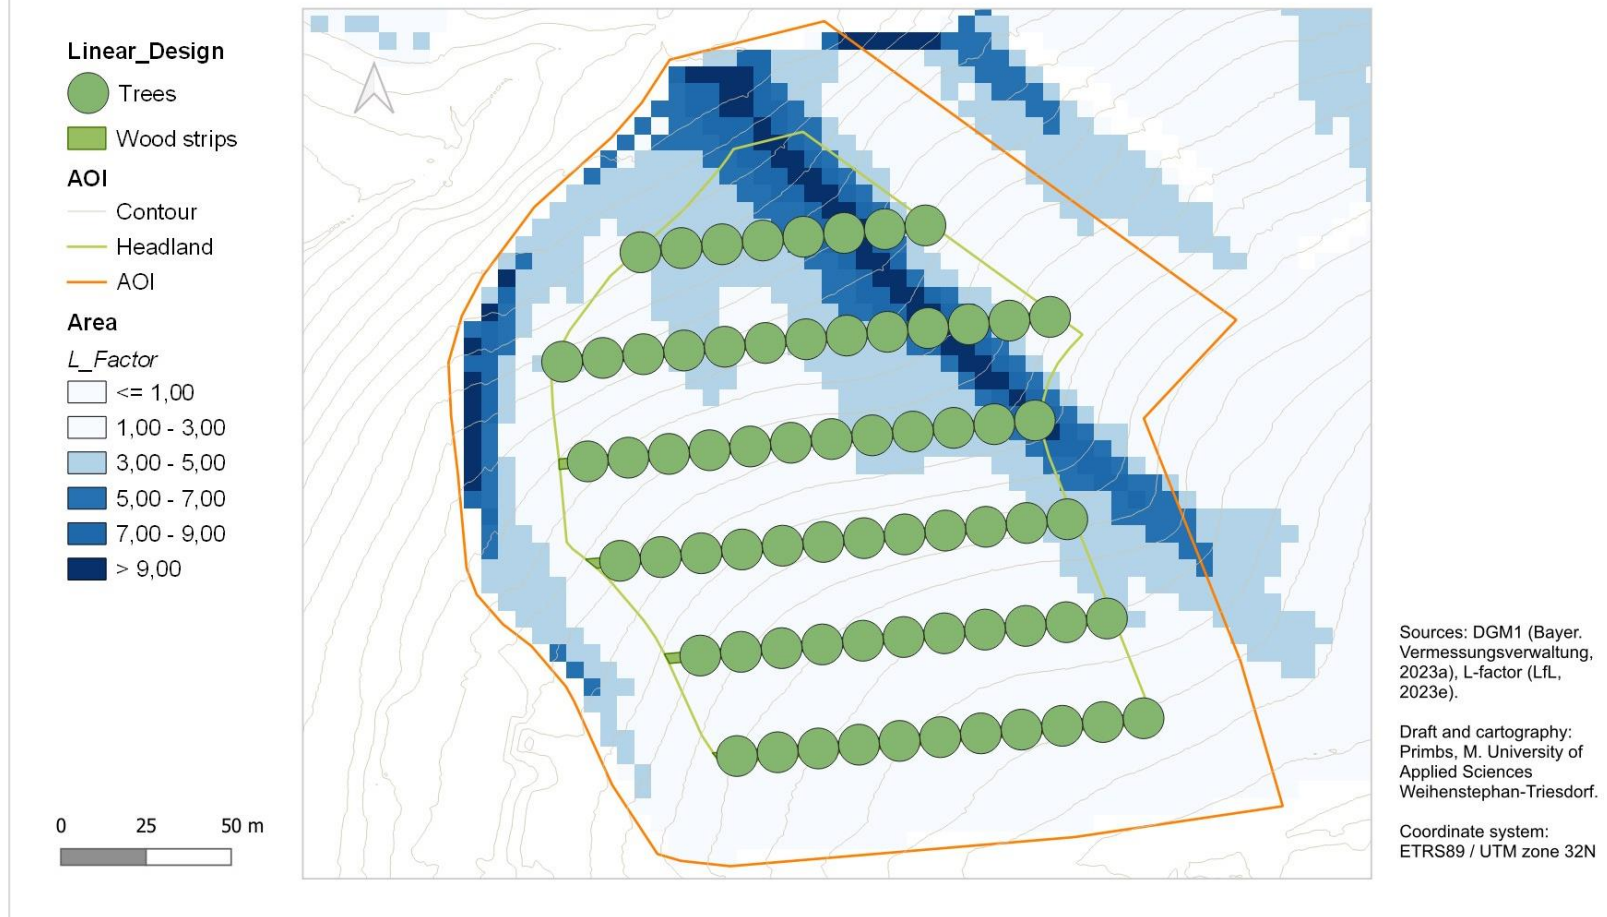 Linear_Design
Trees
Wood strips
AOI
Contour
Headland
AOI
Area
L_Factor
<= 1,00
1,00 - 3,00
3,00 - 5,00
5,00 - 7,00
7,00 - 9,00
> 9,00
0 25 50 m
Sources: DGM1 (Bayer.
Vermessungsverwaltung,
2023a), L-factor (LfL,
2023e).
Draft and cartography:
Primbs, M. University of
Applied Sciences
Weihenstephan-Triesdorf.
Coordinate system:
ETRS89 / UTM zone 32N